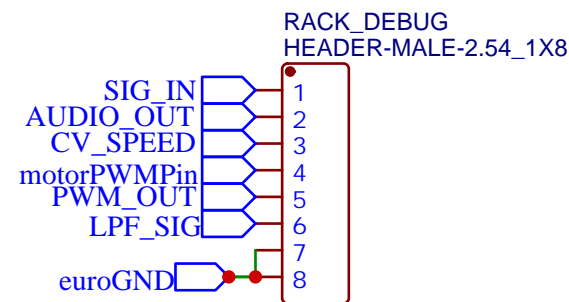 RACK_DEBUG
HEADER-MALE-2.54_1X8
SIG_IN 1
AUDIO_OUT 2
CV_SPEED 3
motorPWMPin 4
PWM_OUT 5
LPF_SIG 6
7
euroGND 8